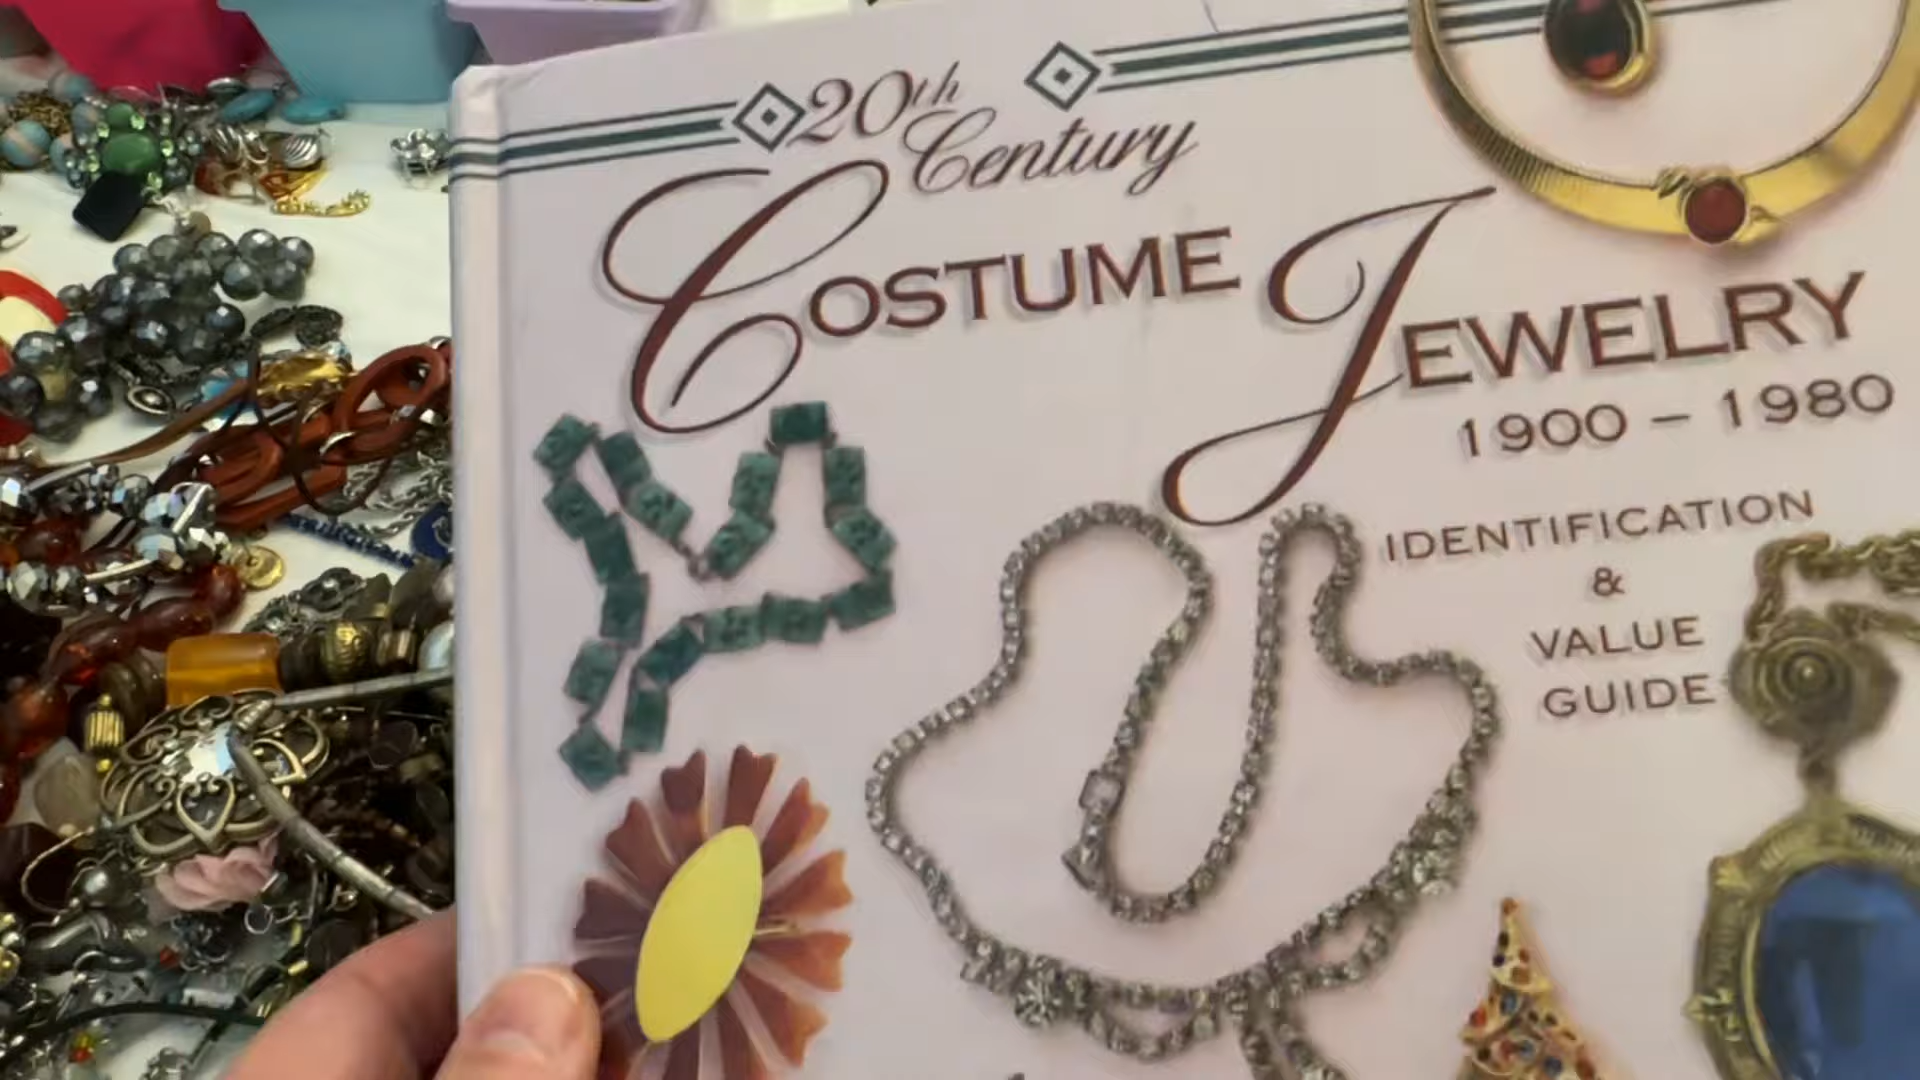 20th
Century
COSTUME JEWELRY
1900 – 1980
IDENTIFICATION
&
VALUE
GUIDE